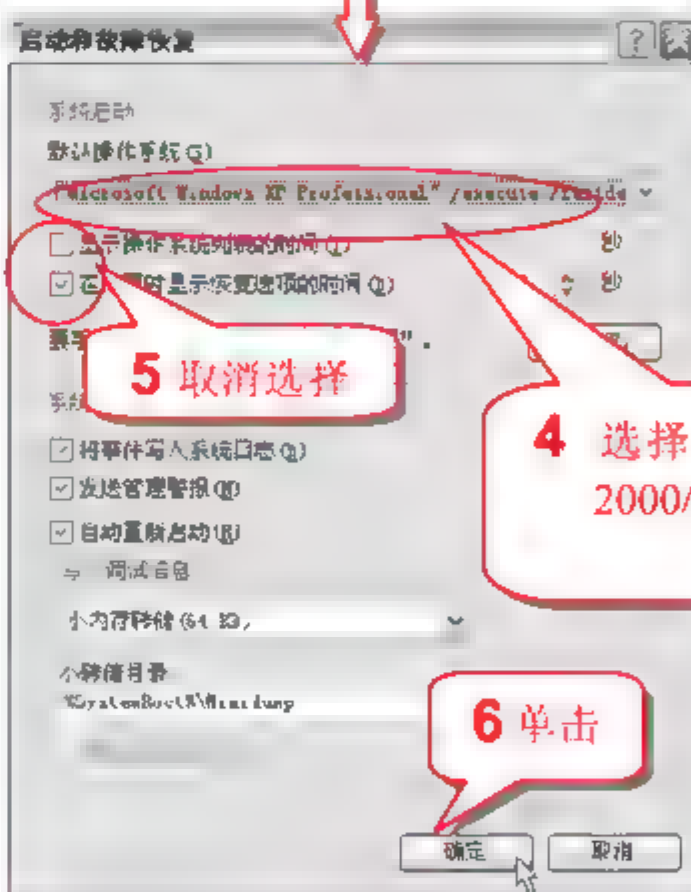 启动和故障恢复
系统启动
默认操作系统(G)
"Microsoft Windows XP Professional" /execute
显示操作系统列表的时间(T) 秒
在 时显示恢复选项的时间(D) 秒
5 取消选择
4 选择
2000/
将事件写入系统日志
发送管理警报
自动重新启动(R)
调试信息
小内存转储(64 KB)
小转储目录
%SystemRoot%\Minidump
6 单击
确定 取消